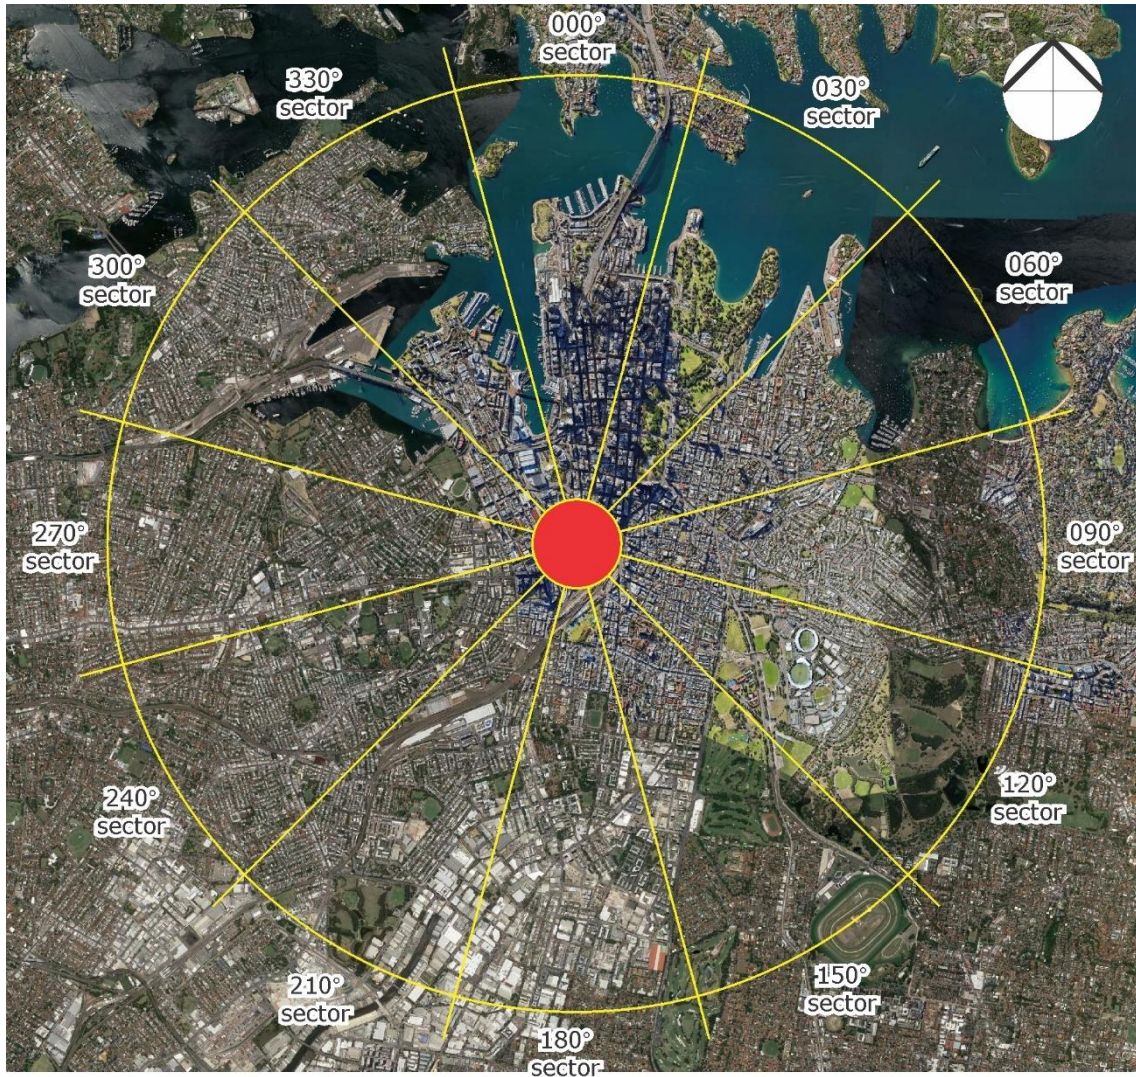 000°
sector
330°
sector
030°
sector
300°
sector
060°
sector
270°
sector
090°
sector
240°
sector
120°
sector
210°
sector
150°
sector
180°
sector